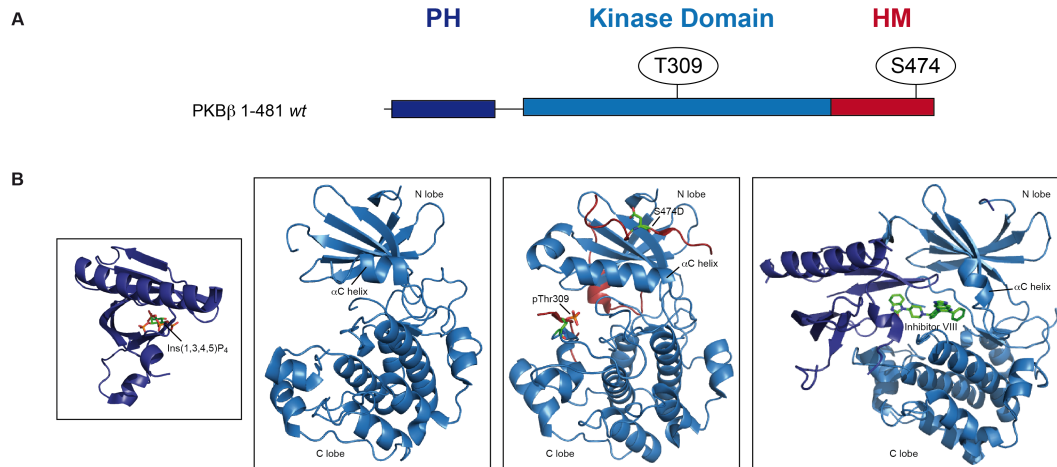 A
PH
Kinase Domain
HM
T309
S474
PKBβ 1-481 wt
B
N lobe
αC helix
C lobe
Ins(1,3,4,5)P4
N lobe
S474D
αC helix
pThr309
C lobe
N lobe
αC helix
Inhibitor VIII
C lobe